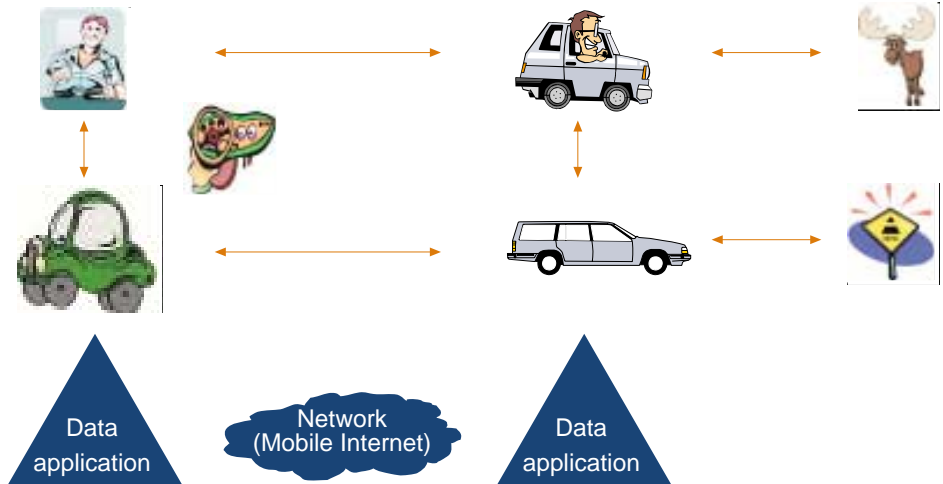 Data
application
Network
(Mobile Internet)
Data
application